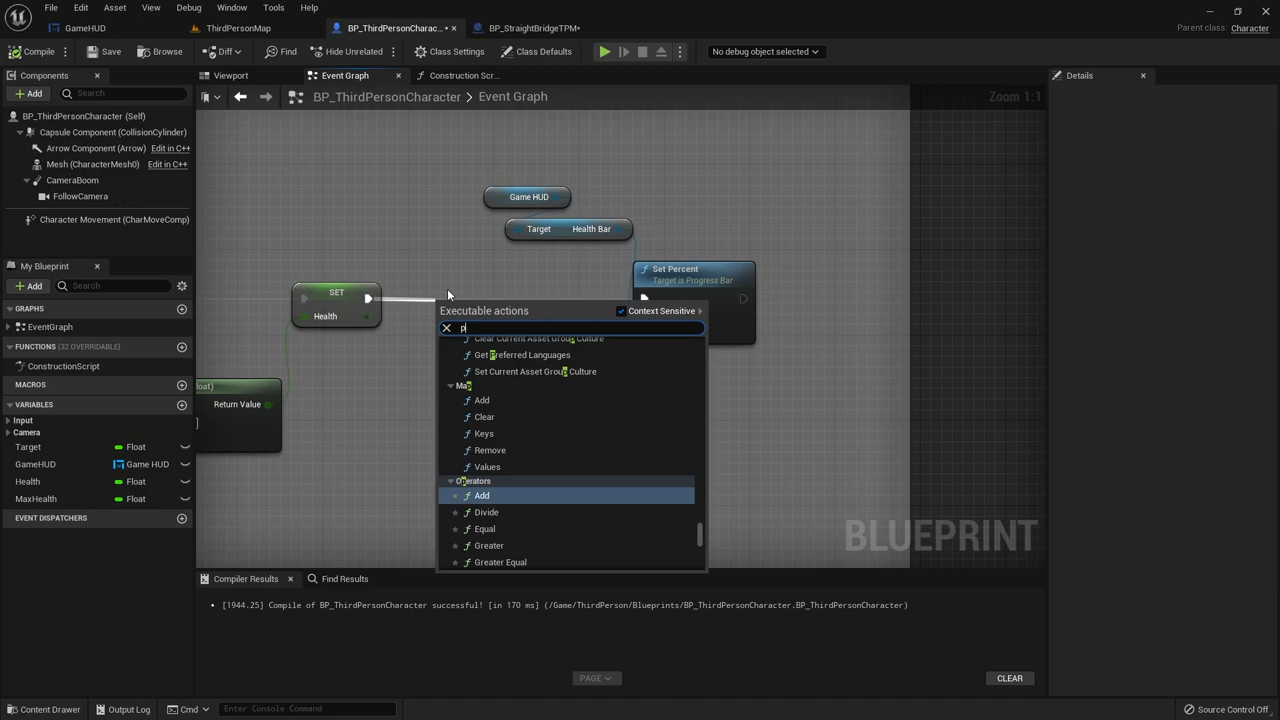 File Edit Asset View Debug Window Tools Help
GameHUD ThirdPersonMap BP_ThirdPersonCharac... • BP_StraightBridgeTPM• Parent class: Character
Compile Save Browse Diff Find Hide Unrelated Class Settings Class Defaults No debug object selected
Components Viewport Event Graph Construction Scr... Details
Add Search
BP_ThirdPersonCharacter > Event Graph Zoom 1:1
BP_ThirdPersonCharacter (Self)
Capsule Component (CollisionCylinder)
Arrow Component (Arrow) Edit in C++
Mesh (CharacterMesh0) Edit in C++
CameraBoom
FollowCamera
Character Movement (CharMoveComp)
My Blueprint
Add Search
GRAPHS
EventGraph
FUNCTIONS (32 OVERRIDABLE)
ConstructionScript
MACROS
VARIABLES
Input
Camera
Target Float
GameHUD Game HUD
Health Float
MaxHealth Float
EVENT DISPATCHERS
Game HUD
Target Health Bar
Set Percent
Target is Progress Bar
SET
Health
loat)
Return Value
Executable actions Context Sensitive
p
Clear Current Asset Group Culture
Get Preferred Languages
Set Current Asset Group Culture
Map
Add
Clear
Keys
Remove
Values
Operators
Add
Divide
Equal
Greater
Greater Equal
BLUEPRINT
Compiler Results Find Results
• [1944.25] Compile of BP_ThirdPersonCharacter successful! [in 170 ms] (/Game/ThirdPerson/Blueprints/BP_ThirdPersonCharacter.BP_ThirdPersonCharacter)
PAGE CLEAR
Content Drawer Output Log Cmd Enter Console Command Source Control Off